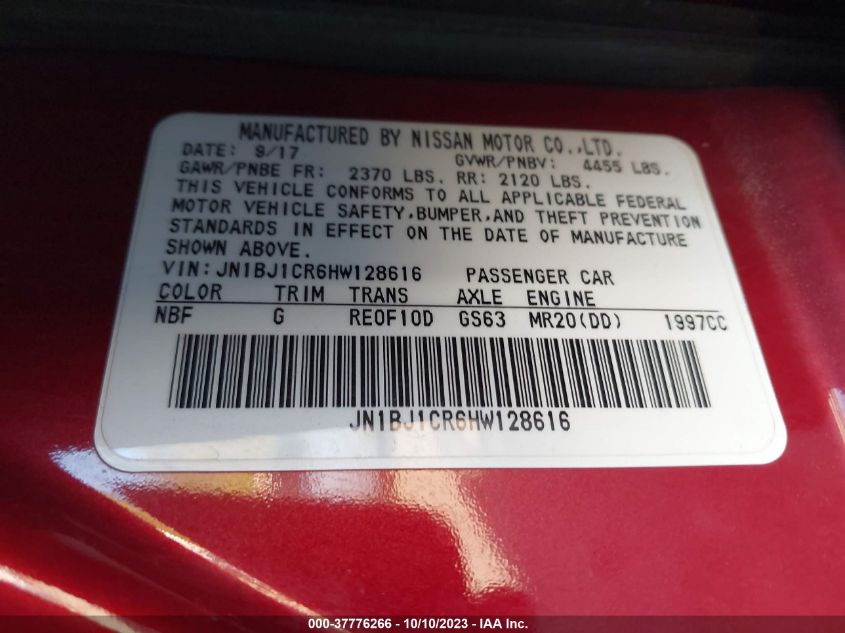 MANUFACTURED BY NISSAN MOTOR CO.,LTD.
DATE: 9/17 GVWR/PNBV: 4455 LBS.
GAWR/PNBE FR: 2370 LBS. RR: 2120 LBS.
THIS VEHICLE CONFORMS TO ALL APPLICABLE FEDERAL
MOTOR VEHICLE SAFETY,BUMPER,AND THEFT PREVENTION
STANDARDS IN EFFECT ON THE DATE OF MANUFACTURE
SHOWN ABOVE.
VIN:JN1BJ1CR6HW128616 PASSENGER CAR
COLOR TRIM TRANS AXLE ENGINE
NBF G RE0F10D GS63 MR20(DD) 1997CC
JN1BJ1CR6HW128616
000-37776266 - 10/10/2023 - IAA Inc.